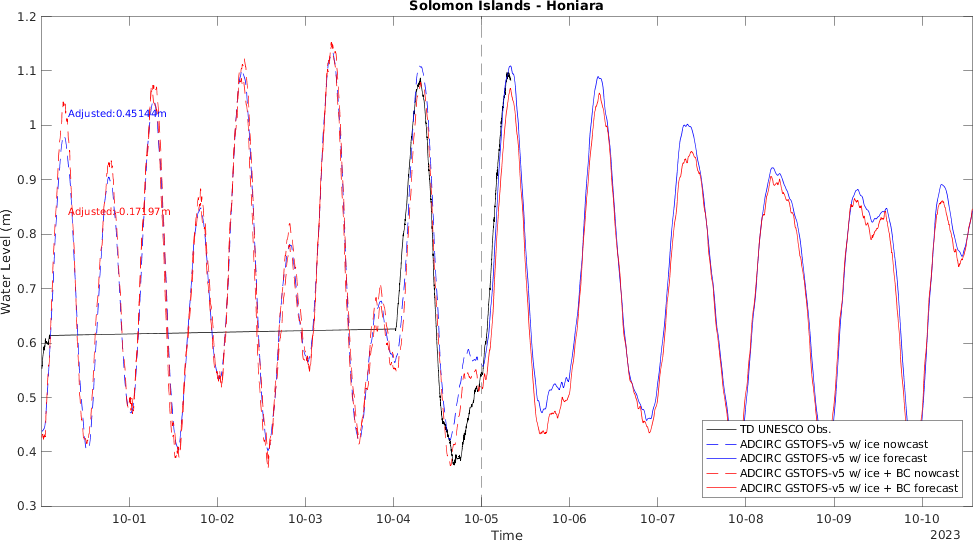 Solomon Islands - Honiara
Water Level (m)
1.2
1.1
1
0.9
0.8
0.7
0.6
0.5
0.4
0.3
Adjusted:0.45144m
Adjusted:-0.17197m
TD UNESCO Obs.
ADCIRC GSTOFS-v5 w/ ice nowcast
ADCIRC GSTOFS-v5 w/ ice forecast
ADCIRC GSTOFS-v5 w/ ice + BC nowcast
ADCIRC GSTOFS-v5 w/ ice + BC forecast
10-01 10-02 10-03 10-04 10-05 10-06 10-07 10-08 10-09 10-10
2023
Time